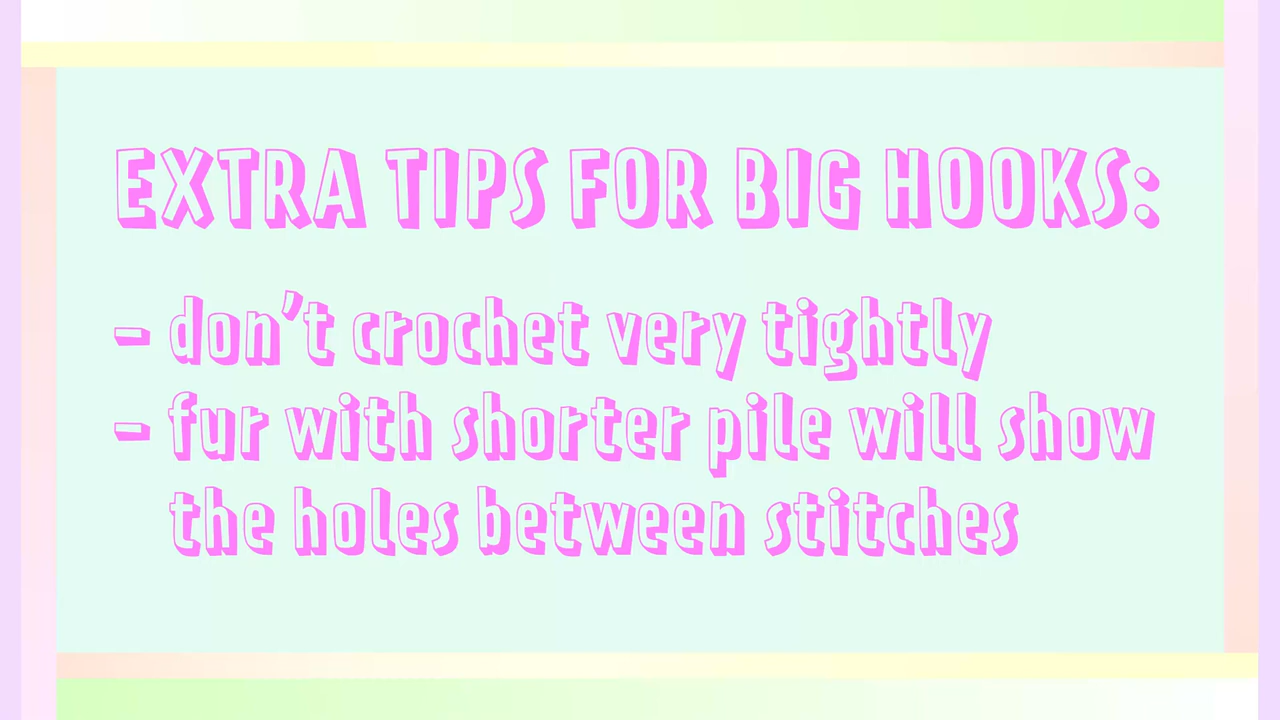 EXTRA TIPS FOR BIG HOOKS:
- don't crochet very tightly
- fur with shorter pile will show
the holes between stitches